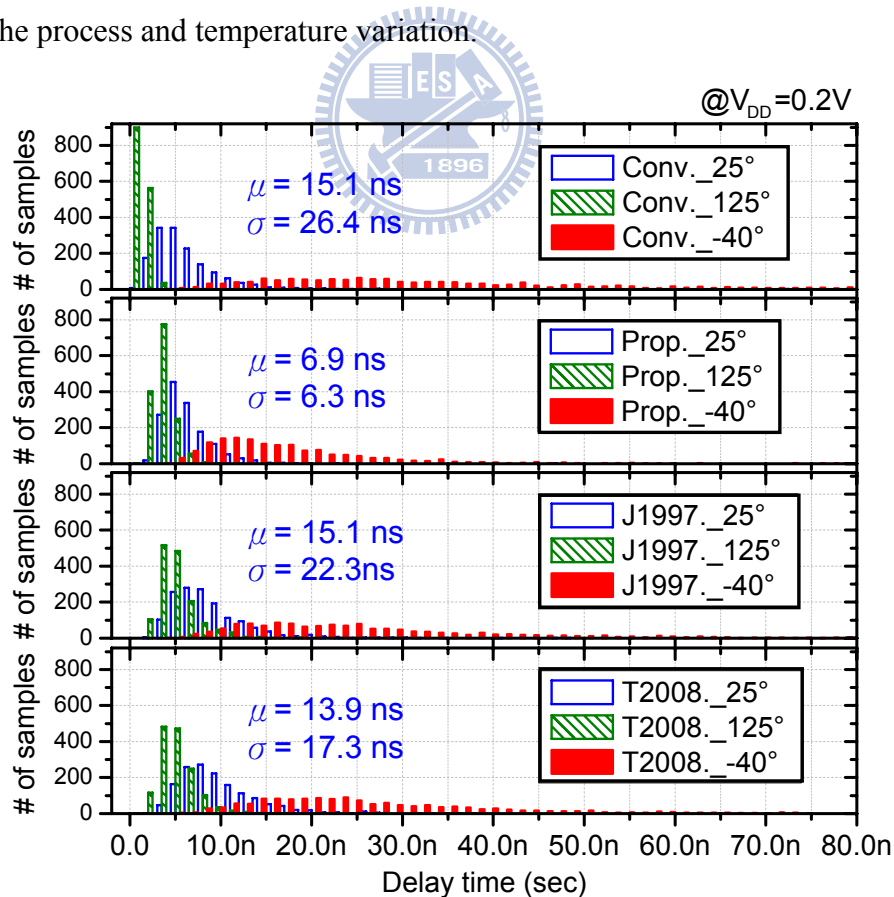 he process and temperature variation.
ESA
1896
@V_DD=0.2V
# of samples
800
600
400
200
0
μ = 15.1 ns
σ = 26.4 ns
Conv._25°
Conv._125°
Conv._-40°
# of samples
800
600
400
200
0
μ = 6.9 ns
σ = 6.3 ns
Prop._25°
Prop._125°
Prop._-40°
# of samples
800
600
400
200
0
μ = 15.1 ns
σ = 22.3ns
J1997._25°
J1997._125°
J1997._-40°
# of samples
800
600
400
200
0
μ = 13.9 ns
σ = 17.3 ns
T2008._25°
T2008._125°
T2008._-40°
0.0 10.0n 20.0n 30.0n 40.0n 50.0n 60.0n 70.0n 80.0n
Delay time (sec)